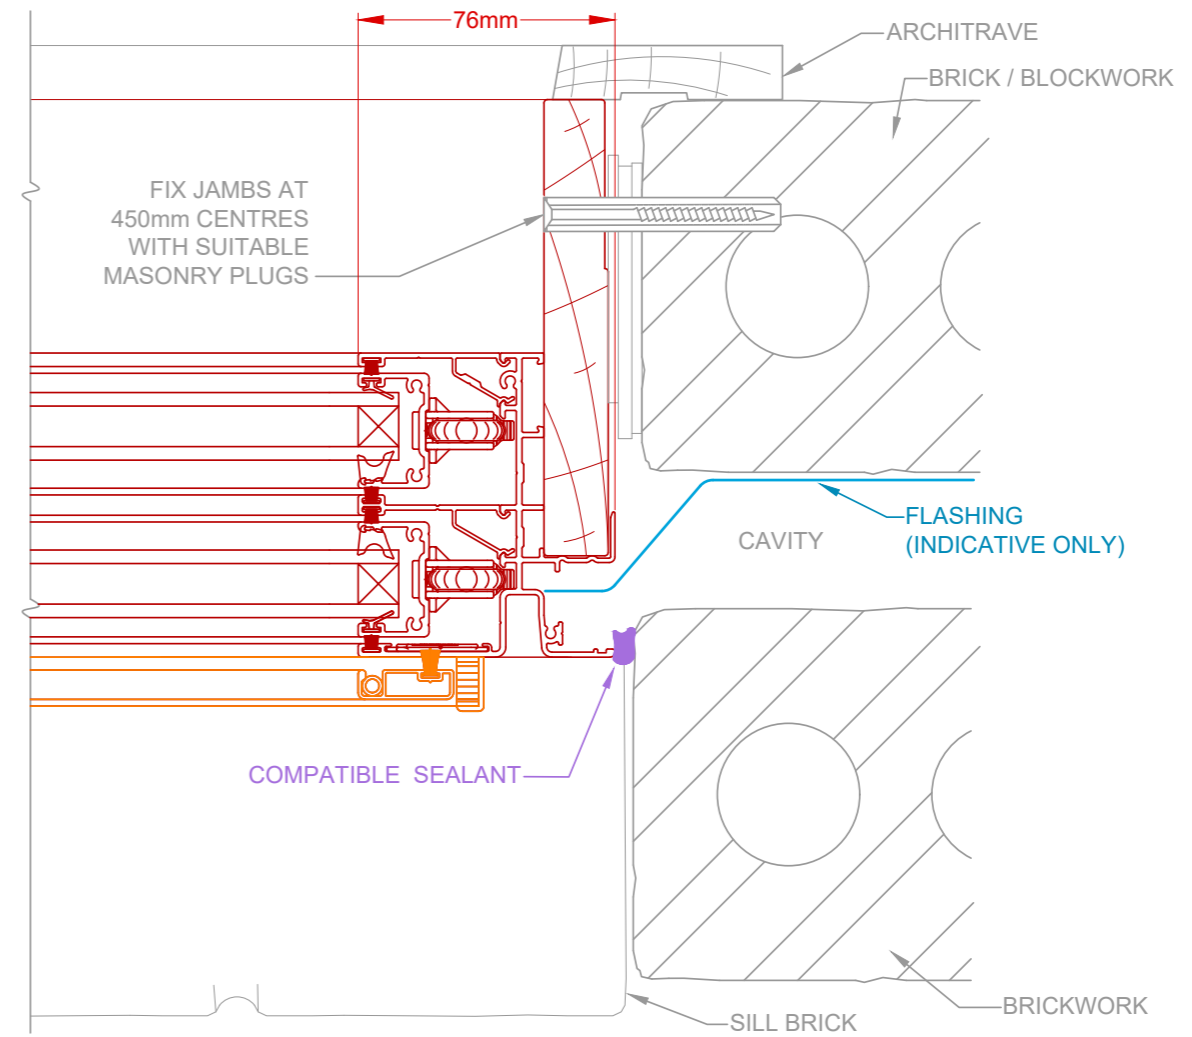 76mm
ARCHITRAVE
BRICK / BLOCKWORK
FIX JAMBS AT
450mm CENTRES
WITH SUITABLE
MASONRY PLUGS
FLASHING
(INDICATIVE ONLY)
CAVITY
COMPATIBLE SEALANT
BRICKWORK
SILL BRICK